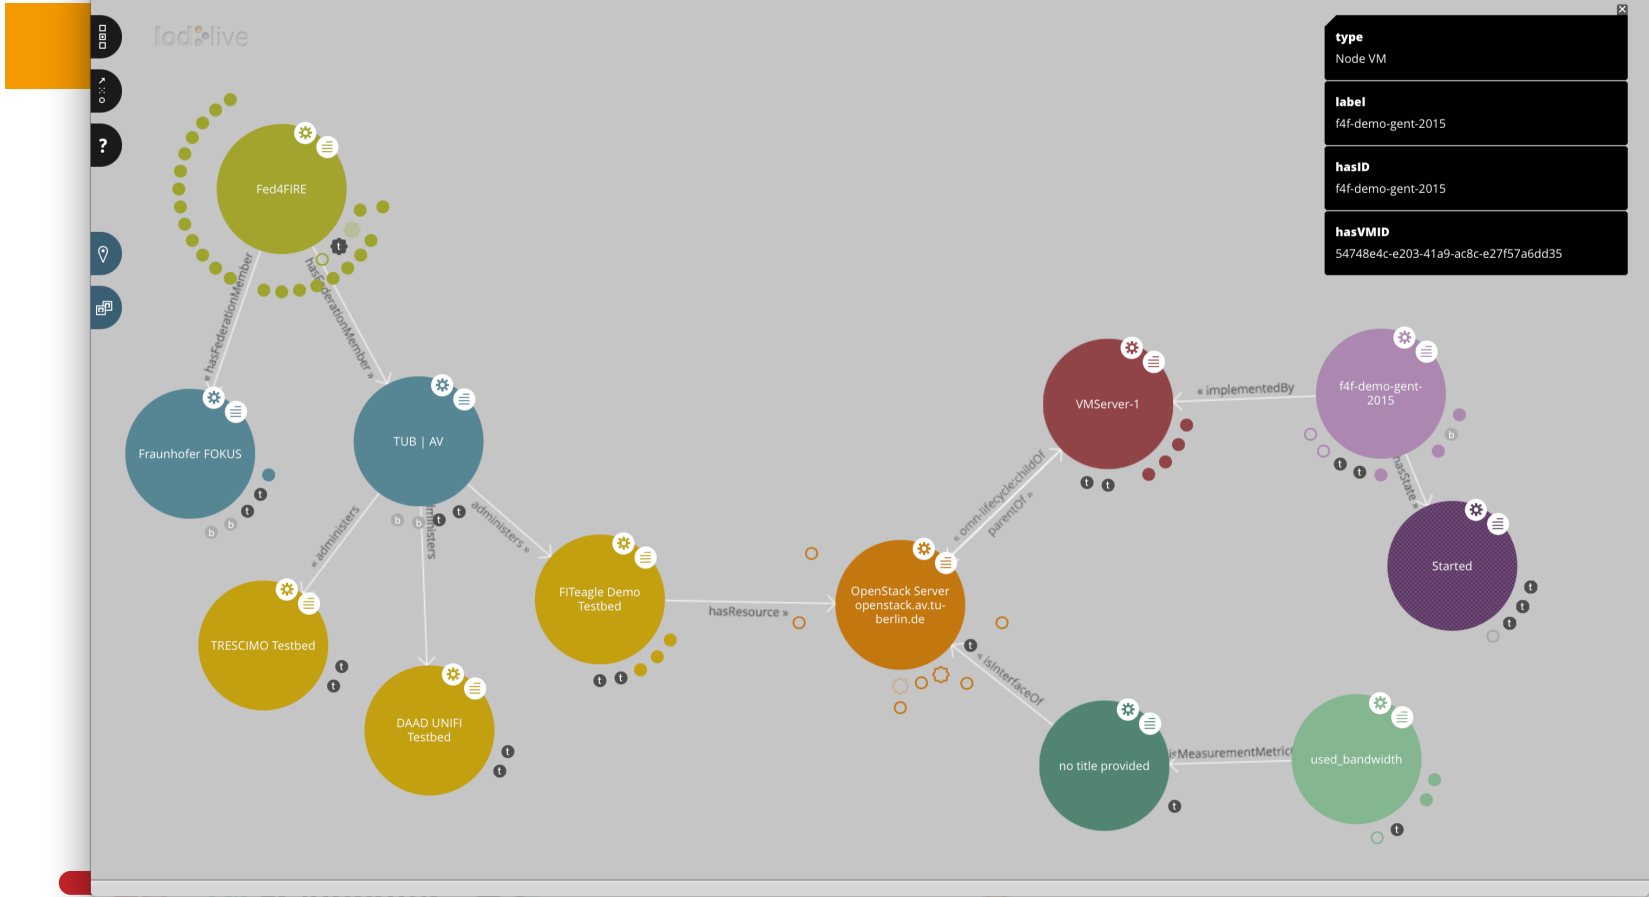 lod live
type
Node VM
label
f4f-demo-gent-2015
hasID
f4f-demo-gent-2015
hasVMID
54748e4c-e203-41a9-ac8c-e27f57a6dd35
?
Fed4FIRE
t
« hasFederationMember
hasFederationMember »
Fraunhofer FOKUS
t
t
b
b
TUB | AV
b
b
t
t
« administers
administers »
TRESCIMO Testbed
t
t
DAAD UNIFI
Testbed
t
t
FITeagle Demo
Testbed
t
t
hasResource »
OpenStack Server
openstack.av.tu-
berlin.de
t
« omn-lifecycle:childOf
parentOf »
VMServer-1
t
t
« implementedBy
f4f-demo-gent-
2015
b
t
t
hasState »
Started
t
t
t
« isInterfaceOf
no title provided
t
isMeasurementMetric
used_bandwidth
t